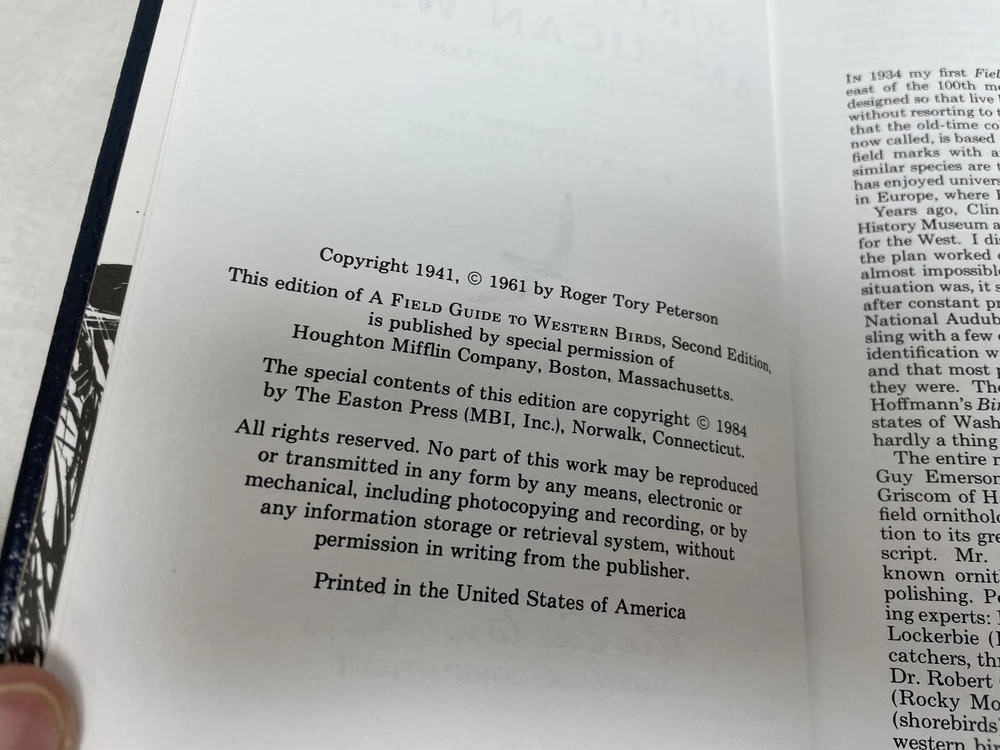 Copyright 1941, © 1961 by Roger Tory Peterson
This edition of A FIELD GUIDE TO WESTERN BIRDS, Second Edition,
is published by special permission of
Houghton Mifflin Company, Boston, Massachusetts.
The special contents of this edition are copyright © 1984
by The Easton Press (MBI, Inc.), Norwalk, Connecticut.
All rights reserved. No part of this work may be reproduced
or transmitted in any form by any means, electronic or
mechanical, including photocopying and recording, or by
any information storage or retrieval system, without
permission in writing from the publisher.
Printed in the United States of America
IN 1934 my first
east of the 100th
designed so that live
without resorting to
that the old-time
now called, is based
field marks with
similar species are
has enjoyed
in Europe, where
Years ago,
History Museum
for the West. I
the plan worked
almost
situation was, it
after constant
National
sling with a few
identification
and that most
they were.
Hoffmann's
states of
hardly a thing
The entire
Guy
Griscom of
field
tion to its
script. Mr.
known
polishing.
ing experts:
Lockerbie
catchers,
Dr. Robert
(Rocky
(shorebirds)
western